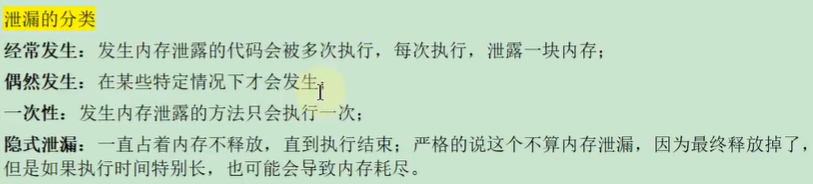 泄漏的分类
经常发生：发生内存泄露的代码会被多次执行，每次执行，泄露一块内存；
偶然发生：在某些特定情况下才会发生；
一次性：发生内存泄露的方法只会执行一次；
隐式泄漏：一直占着内存不释放，直到执行结束；严格的说这个不算内存泄漏，因为最终释放掉了，
但是如果执行时间特别长，也可能会导致内存耗尽。